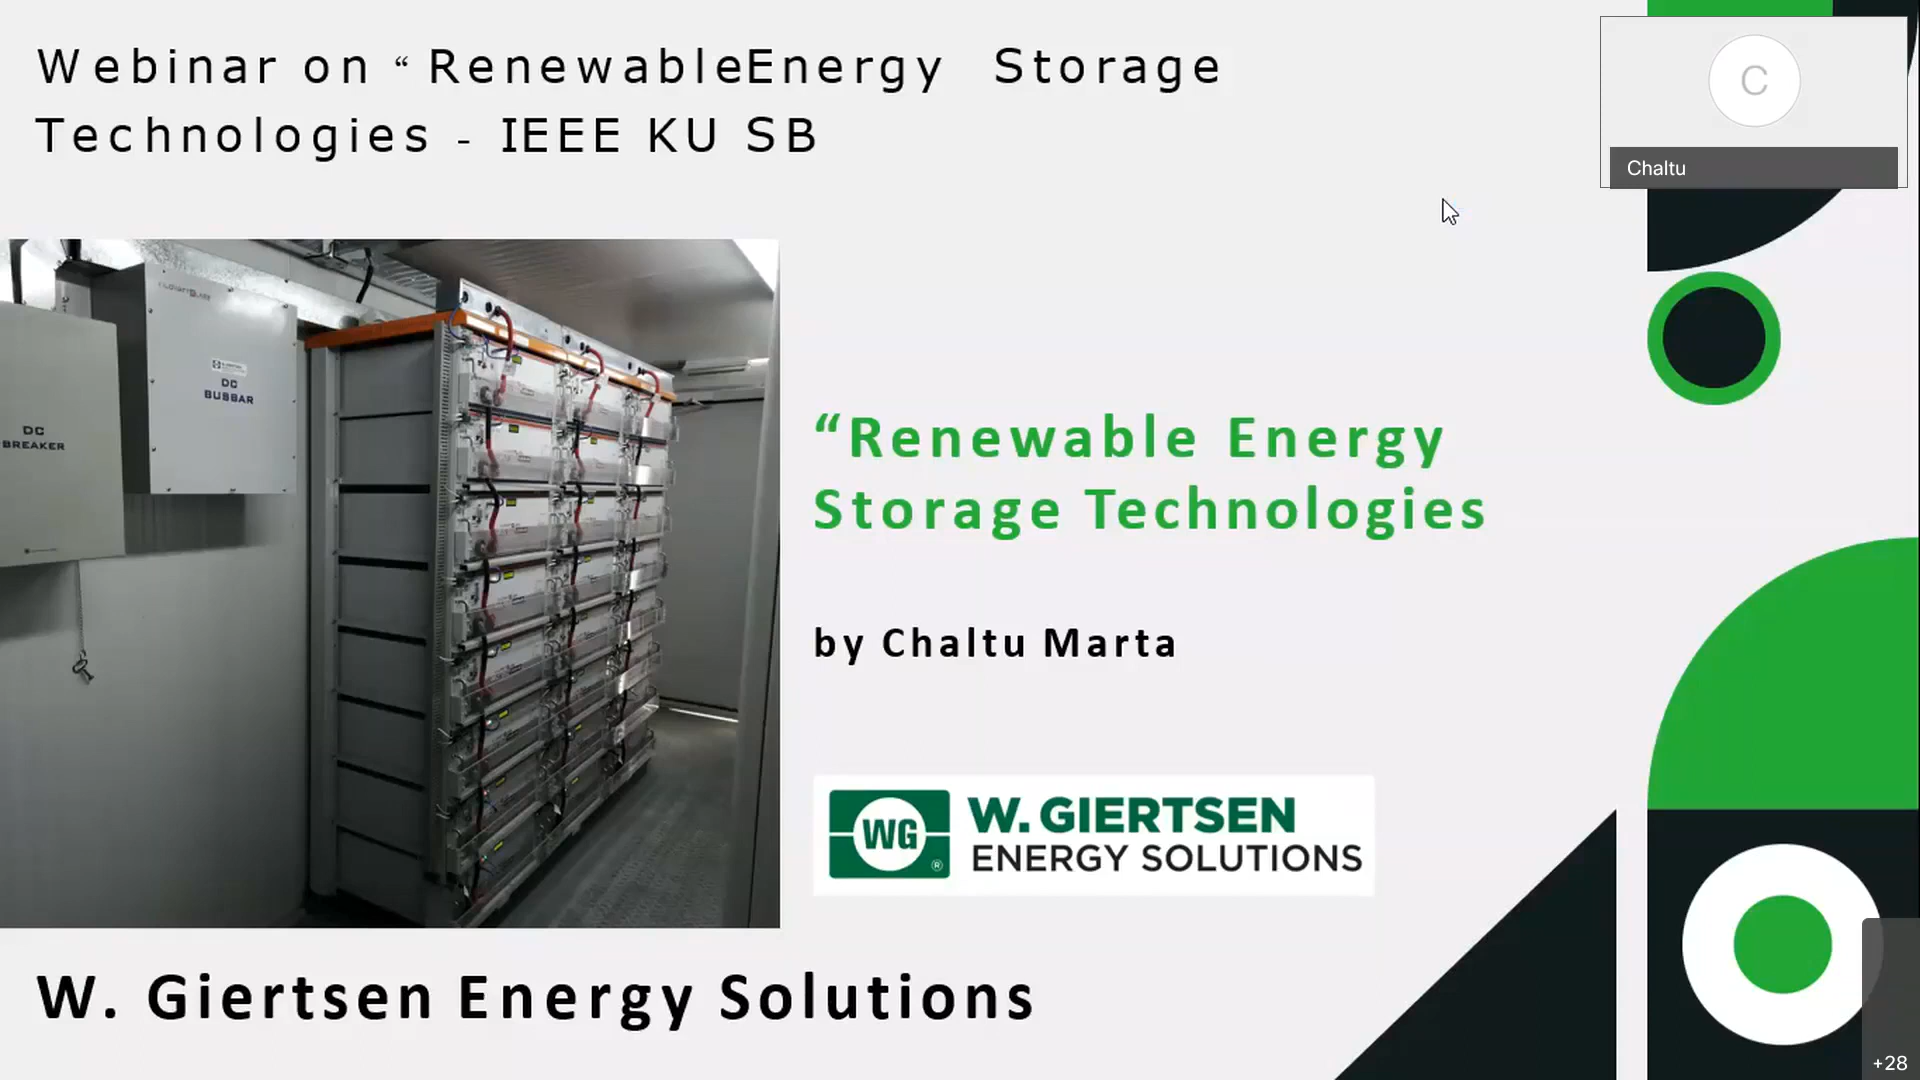 Webinar on “ RenewableEnergy Storage
Technologies - IEEE KU SB
C
Chaltu
DC
BUSBAR
DC
BREAKER
“Renewable Energy
Storage Technologies
by Chaltu Marta
WG
®
W. GIERTSEN
ENERGY SOLUTIONS
W. Giertsen Energy Solutions
+28